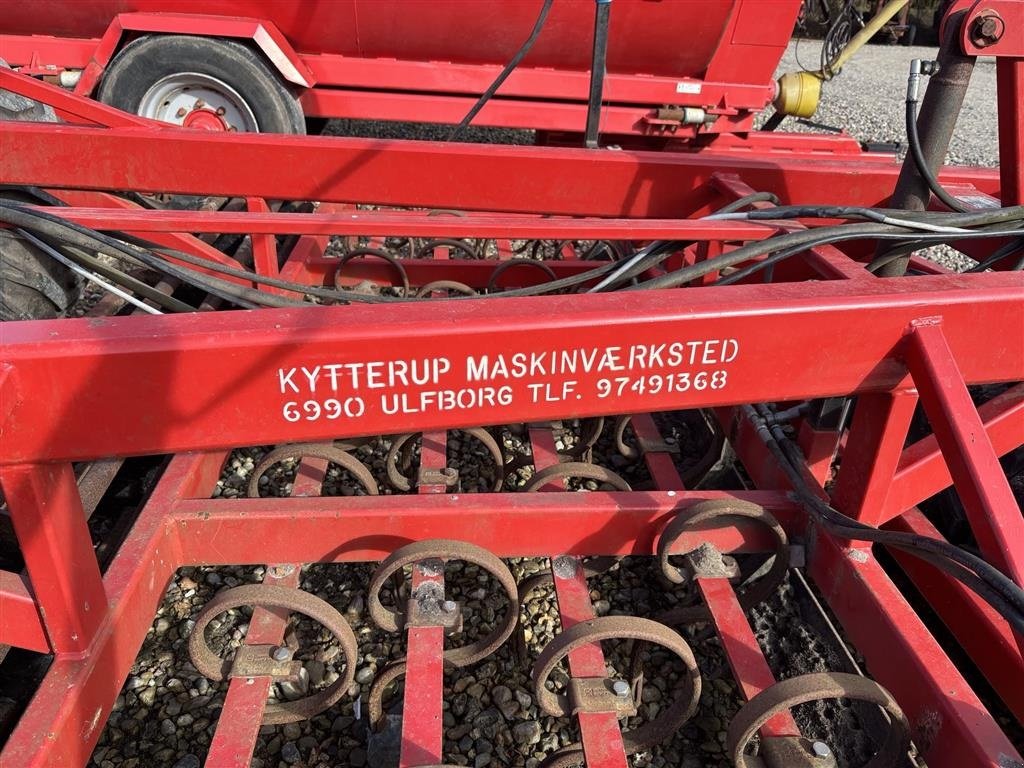 KYTTERUP MASKINVÆRKSTED
6990 ULFBORG TLF. 97491368